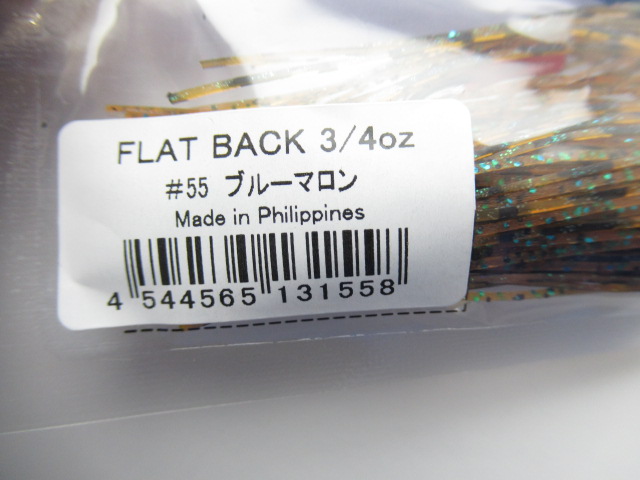 FLAT BACK 3/4oz
#55 ブルーマロン
Made in Philippines
4 544565 131558